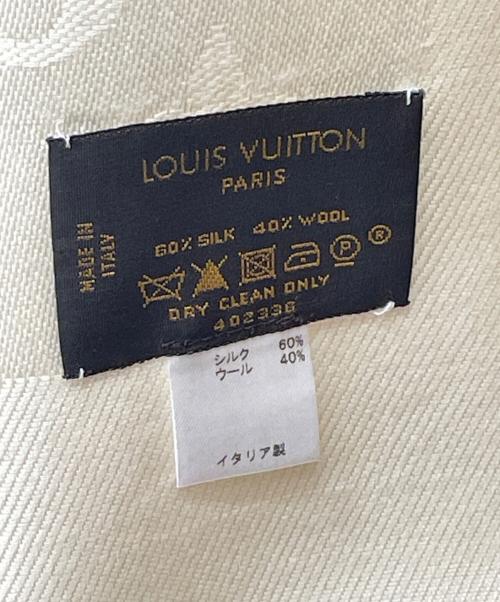 LOUIS VUITTON
PARIS
MADE IN
ITALY
60% SILK 40% WOOL
P
®
DRY CLEAN ONLY
402336
シルク 60%
ウール 40%
イタリア製